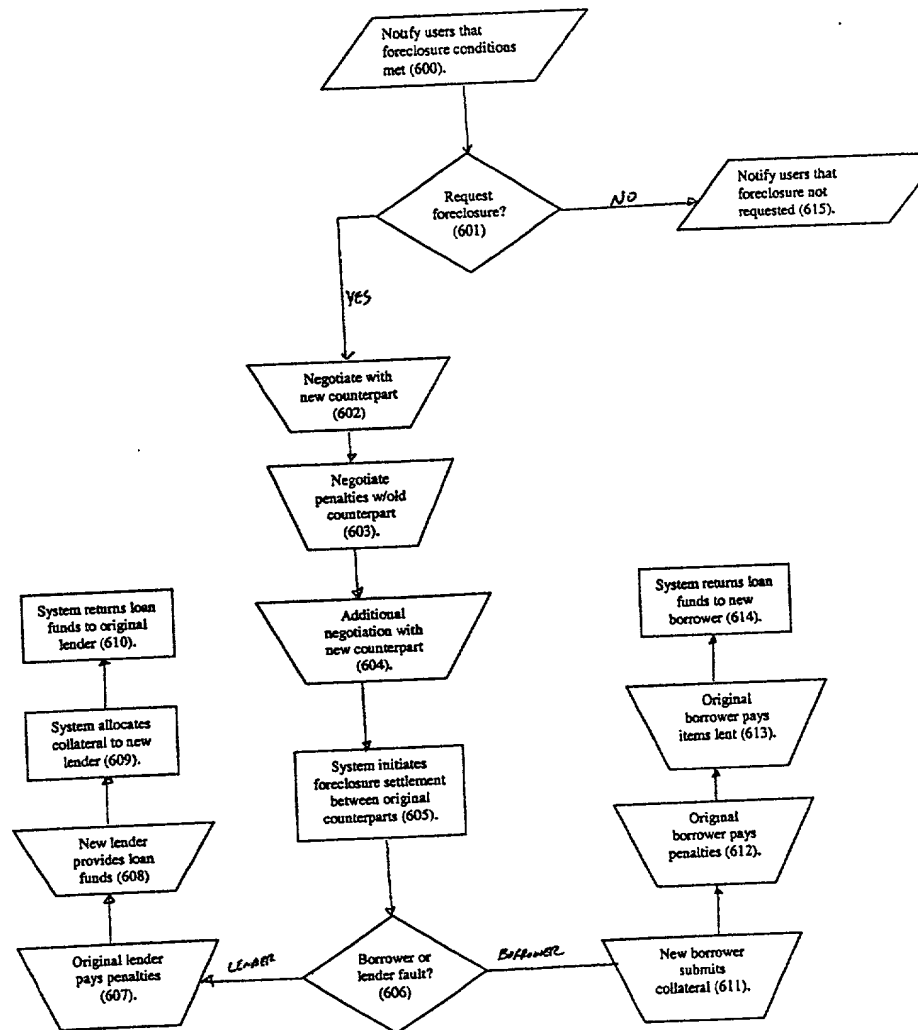 Notify users that
foreclosure conditions
met (600).
Request
foreclosure?
(601)
NO
Notify users that
foreclosure not
requested (615).
YES
Negotiate with
new counterpart
(602)
Negotiate
penalties w/old
counterpart
(603).
Additional
negotiation with
new counterpart
(604).
System initiates
foreclosure settlement
between original
counterparts (605).
Borrower or
lender fault?
(606)
LENDER
Original lender
pays penalties
(607).
New lender
provides loan
funds (608)
System allocates
collateral to new
lender (609).
System returns loan
funds to original
lender (610).
BORROWER
New borrower
submits
collateral (611).
Original
borrower pays
penalties (612).
Original
borrower pays
items lent (613).
System returns loan
funds to new
borrower (614).